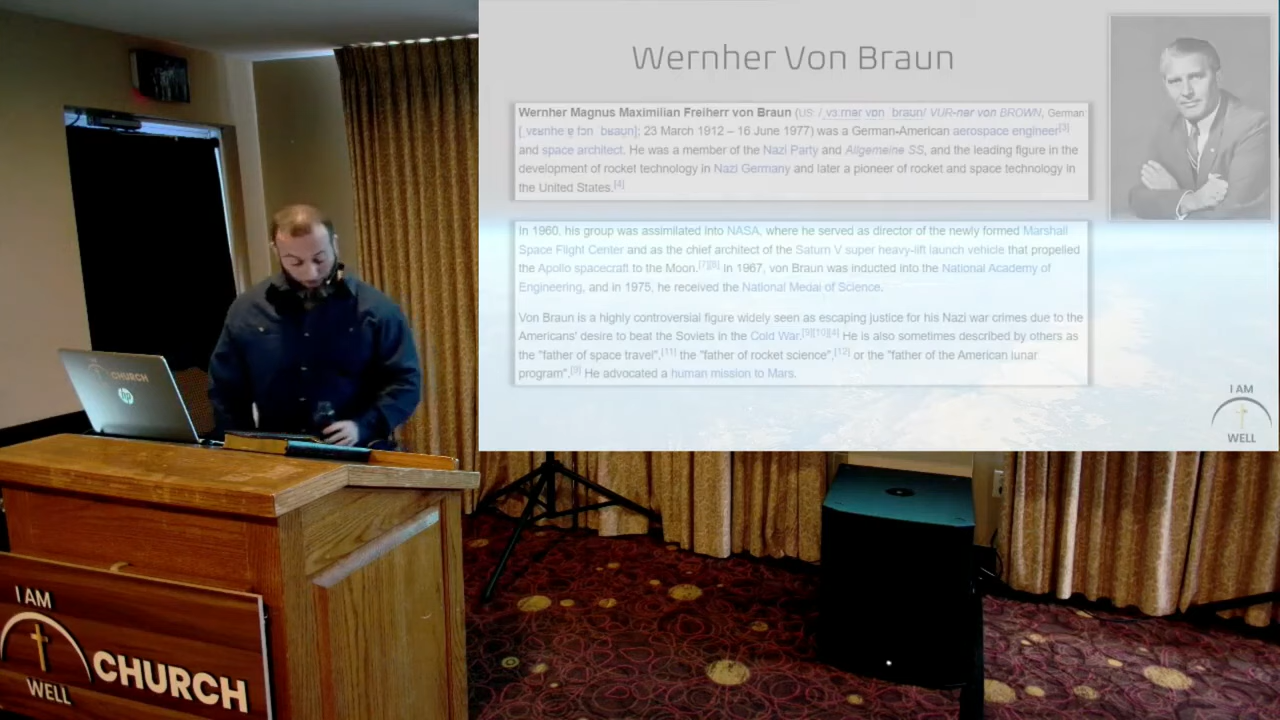 Wernher Von Braun
Wernher Magnus Maximilian Freiherr von Braun (US: /ˌvɜːrnər vɒn ˈbraʊn/ VUR-nər von BROWN, German
[ˌvɛʁnhɛɐ̯ fɔn ˈbʁaʊn]; 23 March 1912 – 16 June 1977) was a German-American aerospace engineer[3]
and space architect. He was a member of the Nazi Party and Allgemeine SS, and the leading figure in the
development of rocket technology in Nazi Germany and later a pioneer of rocket and space technology in
the United States.[4]
In 1960, his group was assimilated into NASA, where he served as director of the newly formed Marshall
Space Flight Center and as the chief architect of the Saturn V super heavy-lift launch vehicle that propelled
the Apollo spacecraft to the Moon.[7][8] In 1967, von Braun was inducted into the National Academy of
Engineering, and in 1975, he received the National Medal of Science.
Von Braun is a highly controversial figure widely seen as escaping justice for his Nazi war crimes due to the
Americans' desire to beat the Soviets in the Cold War.[9][10][4] He is also sometimes described by others as
the "father of space travel",[11] the "father of rocket science",[12] or the "father of the American lunar
program".[9] He advocated a human mission to Mars.
I AM
WELL
CHURCH
hp
I AM
WELL
CHURCH